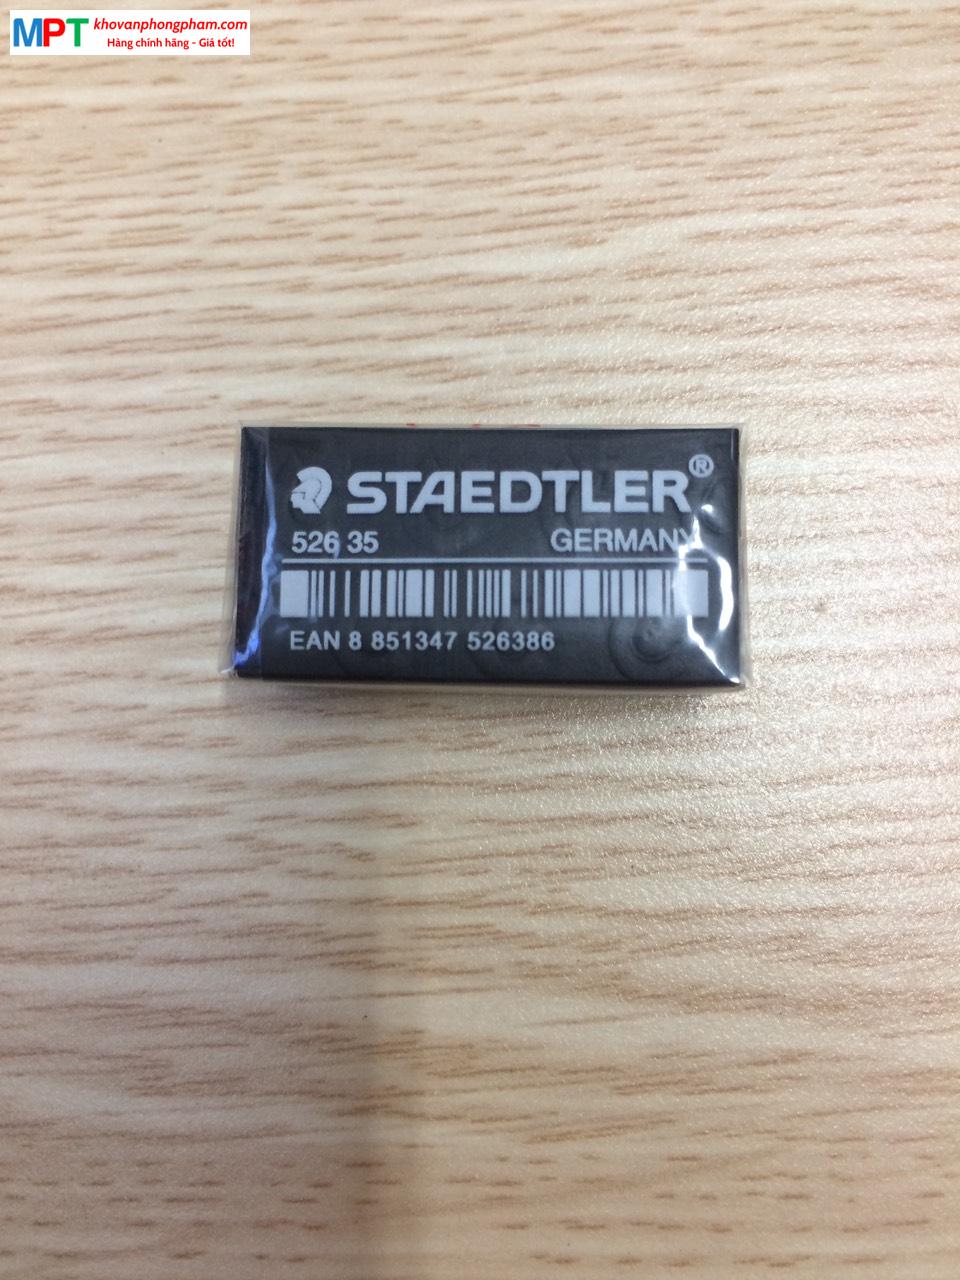 MPT khovanphongpham.com
Hàng chính hãng - Giá tốt!
STAEDTLER®
526 35 GERMANY
EAN 8 851347 526386